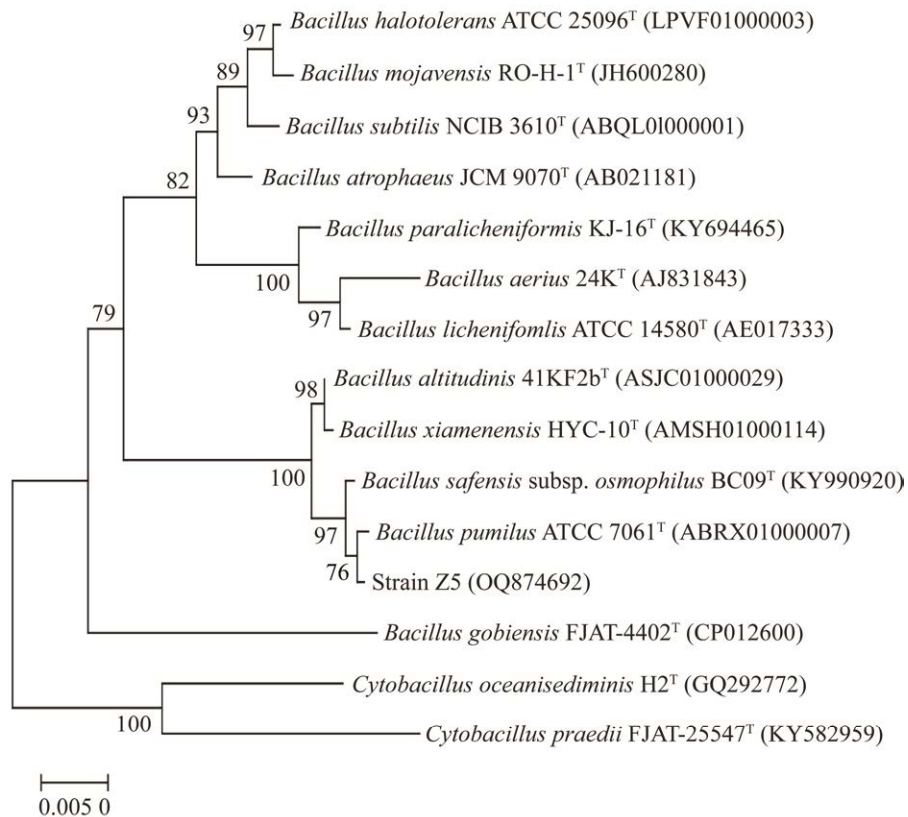 Bacillus halotolerans ATCC 25096ᵀ (LPVF01000003)
97
Bacillus mojavensis RO-H-1ᵀ (JH600280)
89
Bacillus subtilis NCIB 3610ᵀ (ABQL0l000001)
93
Bacillus atrophaeus JCM 9070ᵀ (AB021181)
82
Bacillus paralicheniformis KJ-16ᵀ (KY694465)
100
Bacillus aerius 24Kᵀ (AJ831843)
97
Bacillus lichenifomlis ATCC 14580ᵀ (AE017333)
79
Bacillus altitudinis 41KF2bᵀ (ASJC01000029)
98
Bacillus xiamenensis HYC-10ᵀ (AMSH01000114)
100
Bacillus safensis subsp. osmophilus BC09ᵀ (KY990920)
97
Bacillus pumilus ATCC 7061ᵀ (ABRX01000007)
76
Strain Z5 (OQ874692)
Bacillus gobiensis FJAT-4402ᵀ (CP012600)
Cytobacillus oceanisediminis H2ᵀ (GQ292772)
100
Cytobacillus praedii FJAT-25547ᵀ (KY582959)
0.005 0